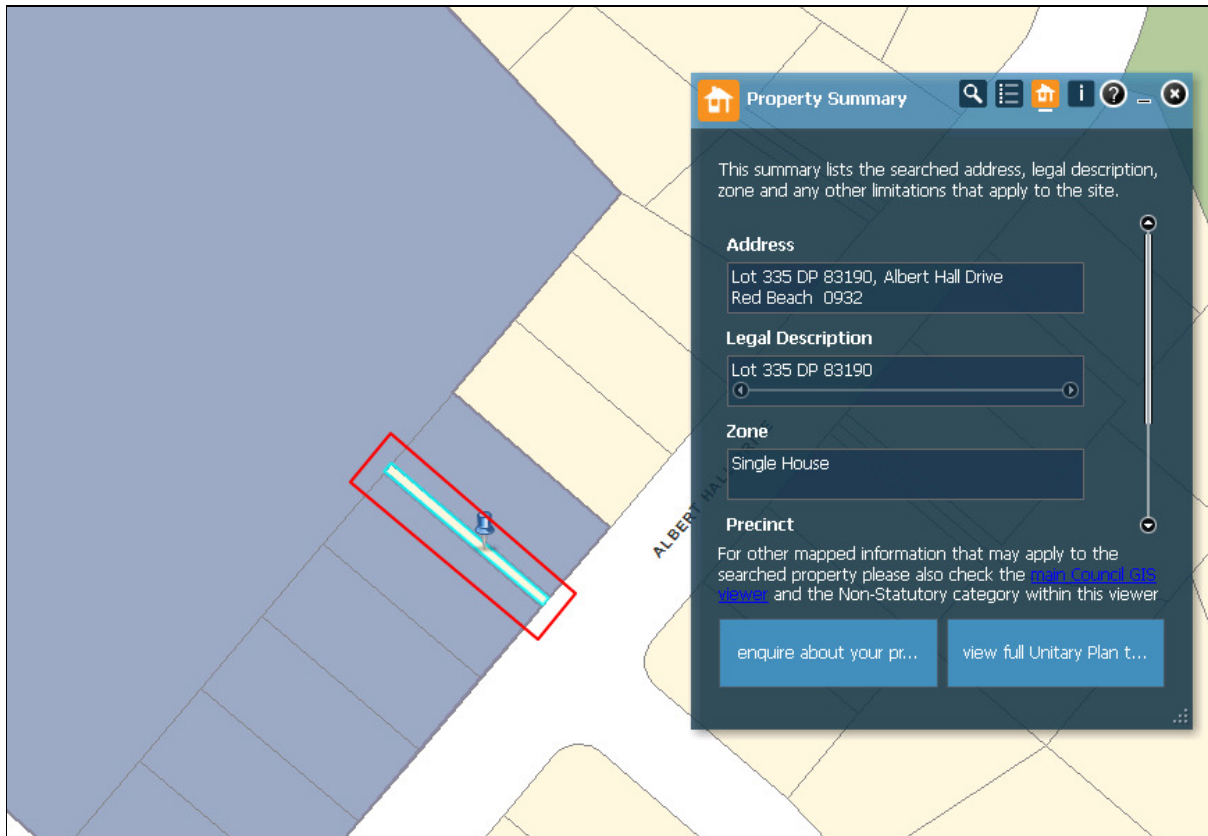 Property Summary
This summary lists the searched address, legal description,
zone and any other limitations that apply to the site.
Address
Lot 335 DP 83190, Albert Hall Drive
Red Beach 0932
Legal Description
Lot 335 DP 83190
Zone
Single House
Precinct
For other mapped information that may apply to the
searched property please also check the main Council GIS
viewer and the Non-Statutory category within this viewer
enquire about your pr...
view full Unitary Plan t...
ALBERT HALL DRIVE